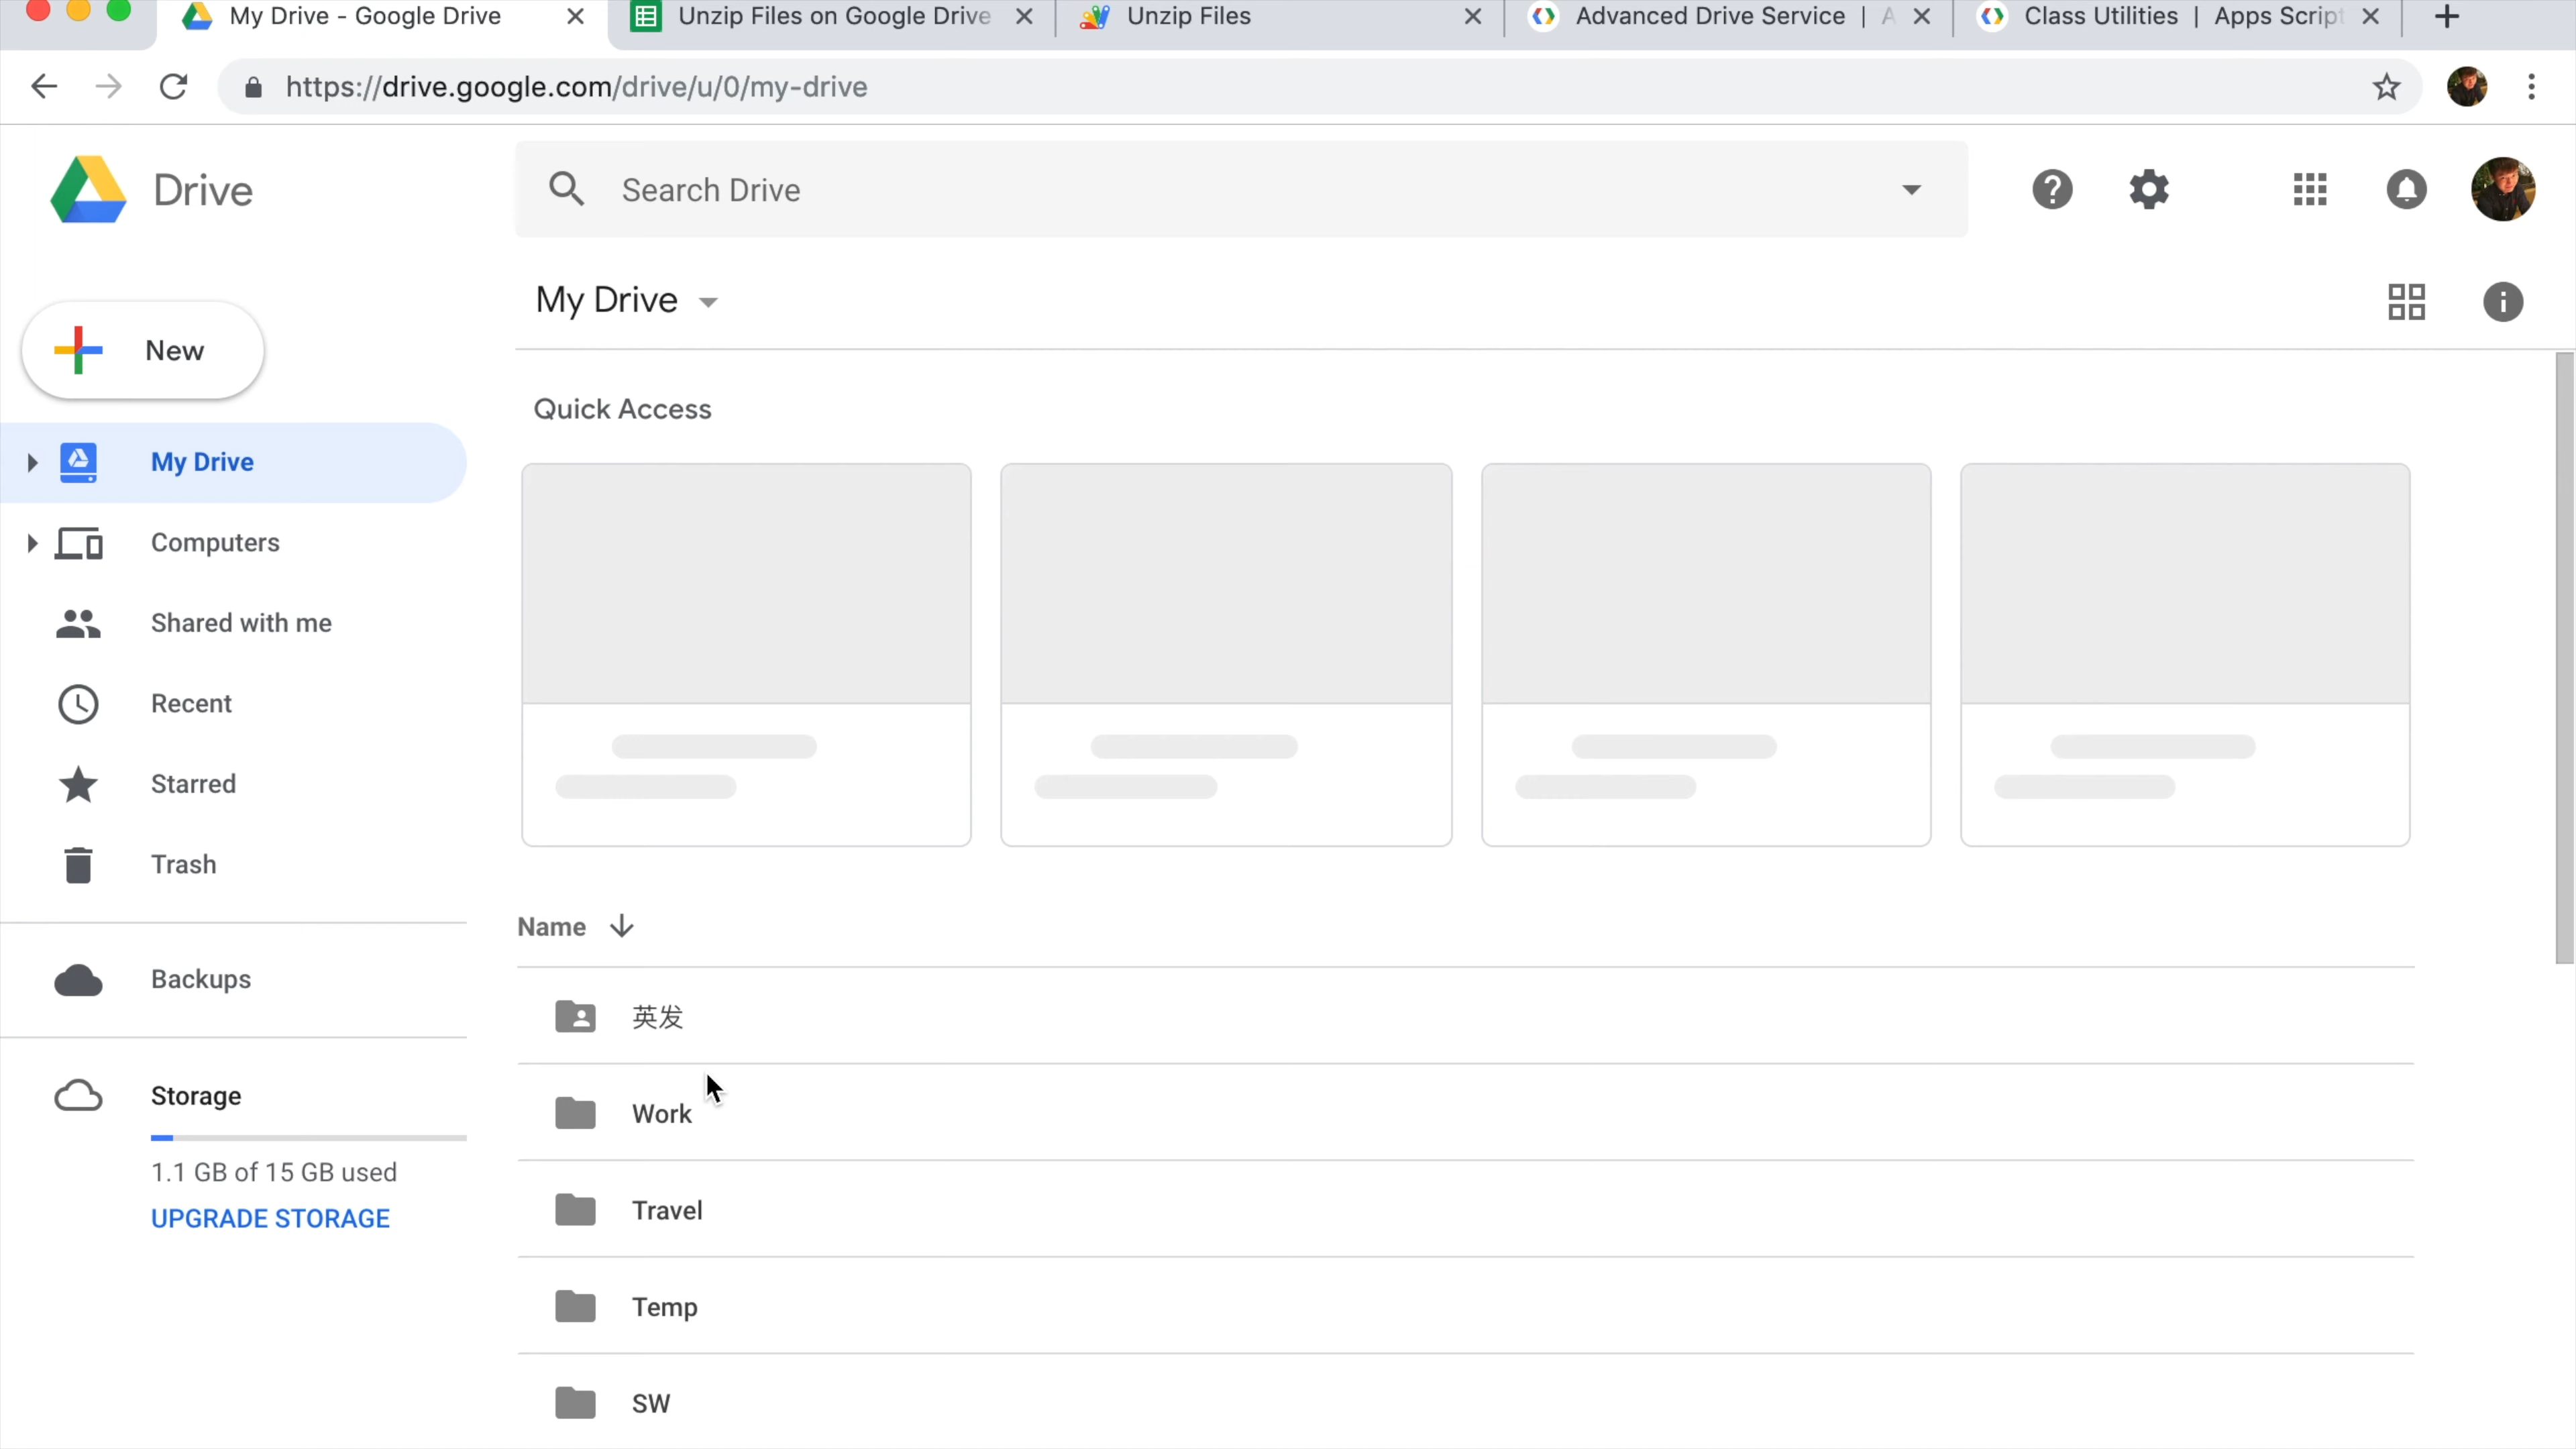 My Drive - Google Drive
Unzip Files on Google Drive
Unzip Files
Advanced Drive Service | A
Class Utilities | Apps Script
https://drive.google.com/drive/u/0/my-drive
Drive
Search Drive
My Drive
New
Quick Access
My Drive
Computers
Shared with me
Recent
Starred
Trash
Name
Backups
英发
Storage
Work
1.1 GB of 15 GB used
Travel
UPGRADE STORAGE
Temp
SW